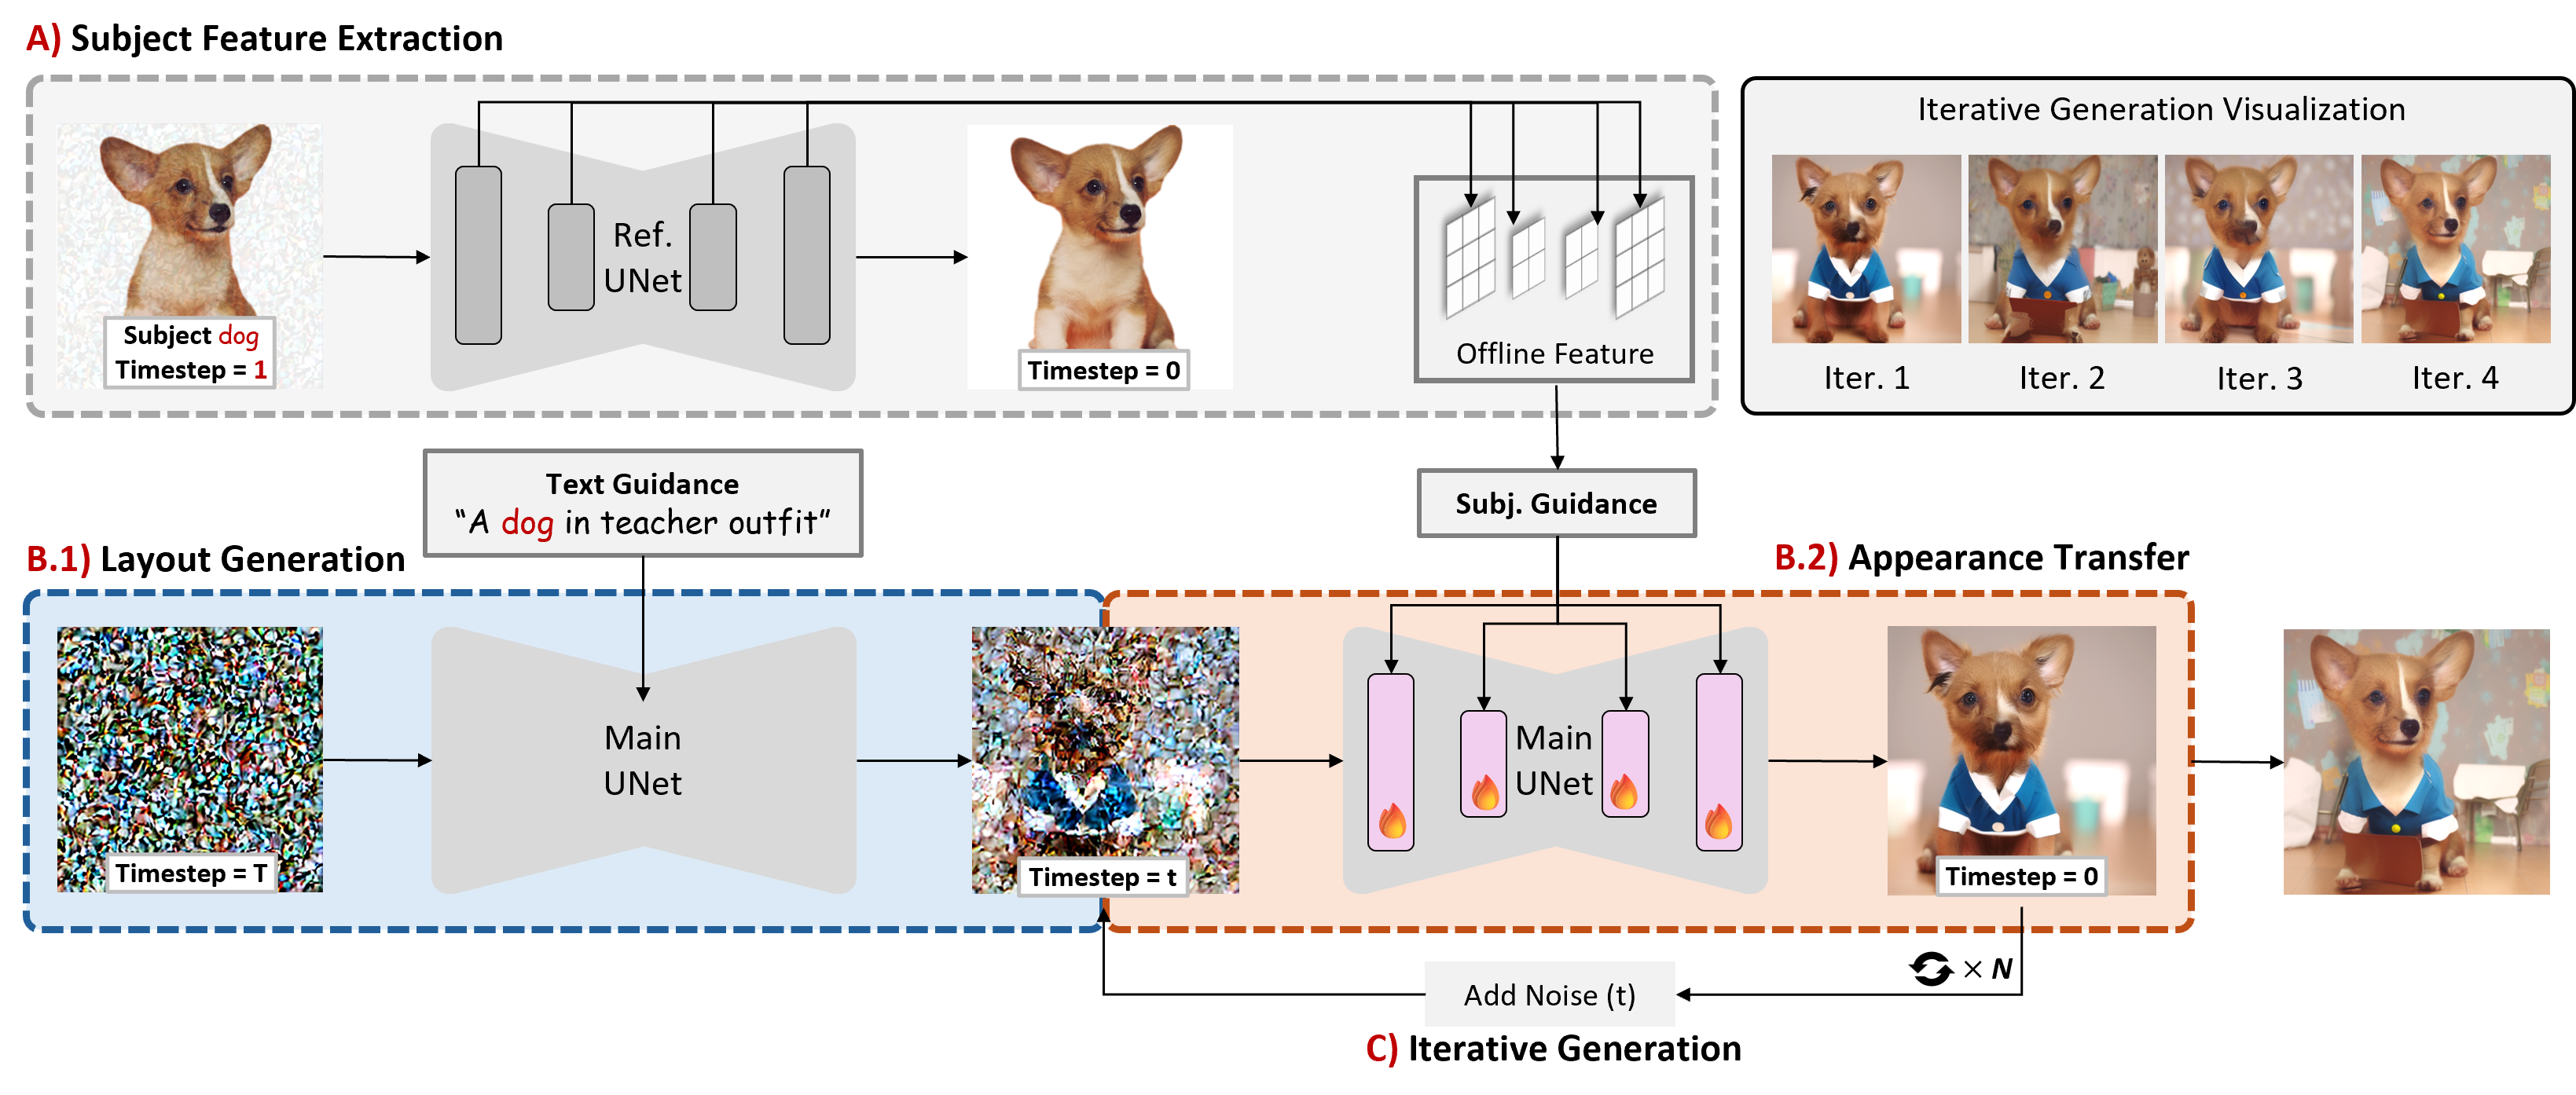 A) Subject Feature Extraction
Subject dog
Timestep = 1
Ref.
UNet
Timestep = 0
Offline Feature
Iterative Generation Visualization
Iter. 1
Iter. 2
Iter. 3
Iter. 4
Text Guidance
“A dog in teacher outfit”
Subj. Guidance
B.1) Layout Generation
B.2) Appearance Transfer
Timestep = T
Main
UNet
Timestep = t
Main
UNet
Timestep = 0
× N
Add Noise (t)
C) Iterative Generation